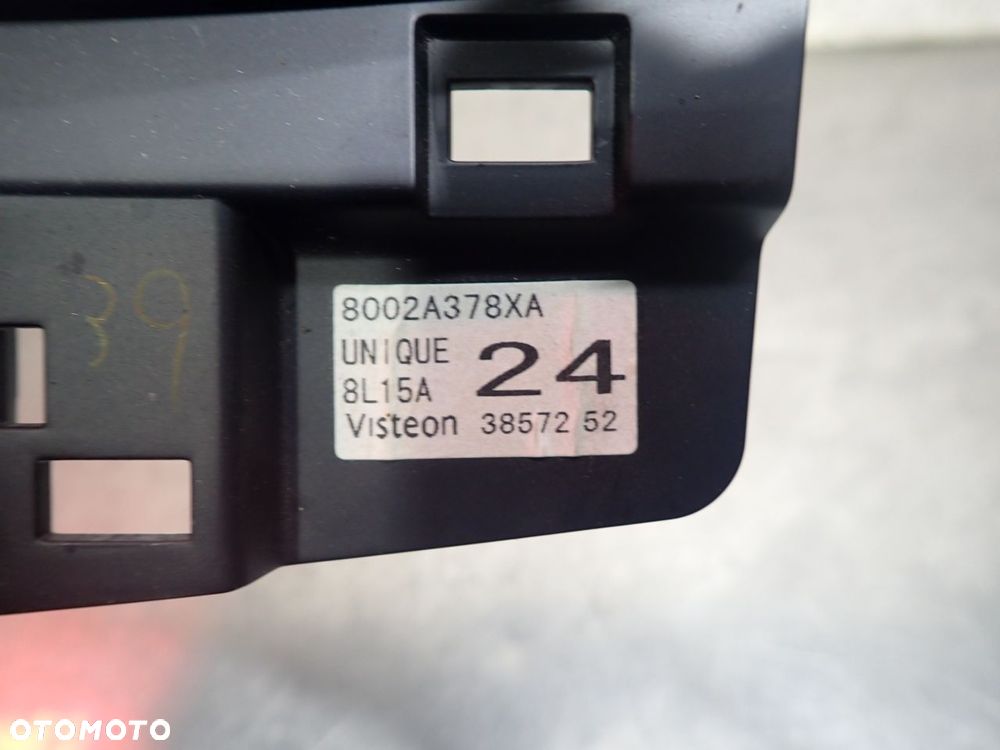 39
8002A378XA
UNIQUE
8L15A
24
Visteon 38572 52
OTOMOTO